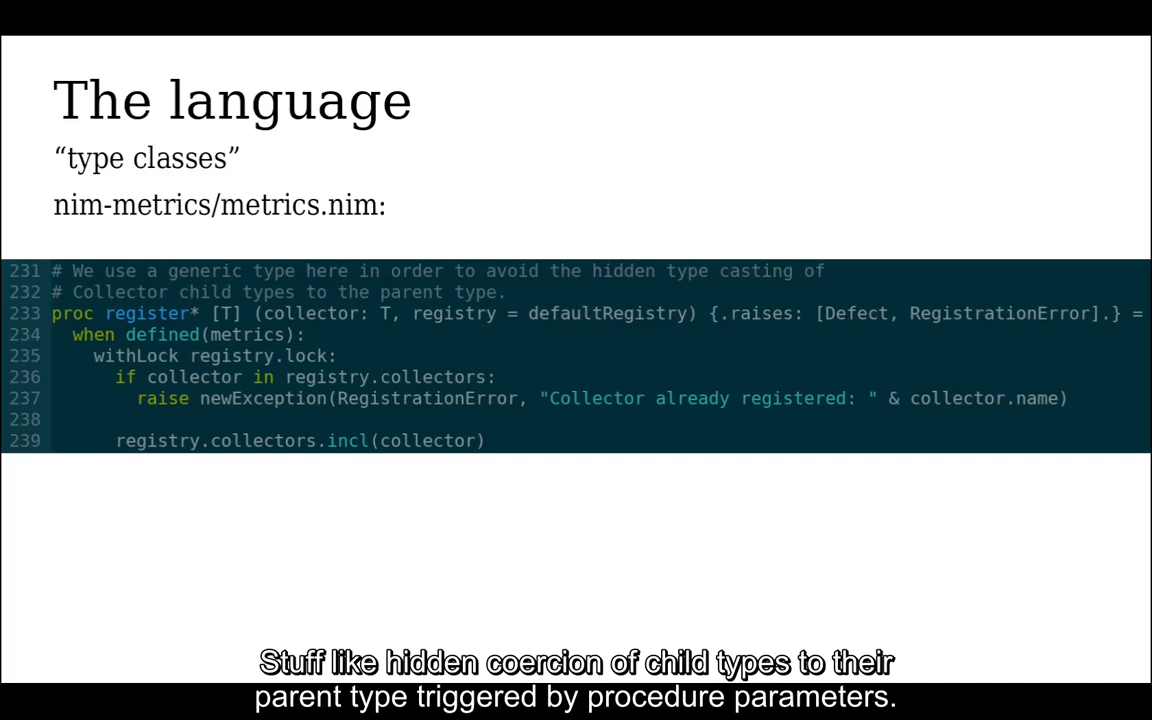 The language
“type classes”
nim-metrics/metrics.nim:
231 # We use a generic type here in order to avoid the hidden type casting of
232 # Collector child types to the parent type.
233 proc register* [T] (collector: T, registry = defaultRegistry) {.raises: [Defect, RegistrationError].} =
234   when defined(metrics):
235     withLock registry.lock:
236       if collector in registry.collectors:
237         raise newException(RegistrationError, "Collector already registered: " & collector.name)
238
239       registry.collectors.incl(collector)
Stuff like hidden coercion of child types to their
parent type triggered by procedure parameters.